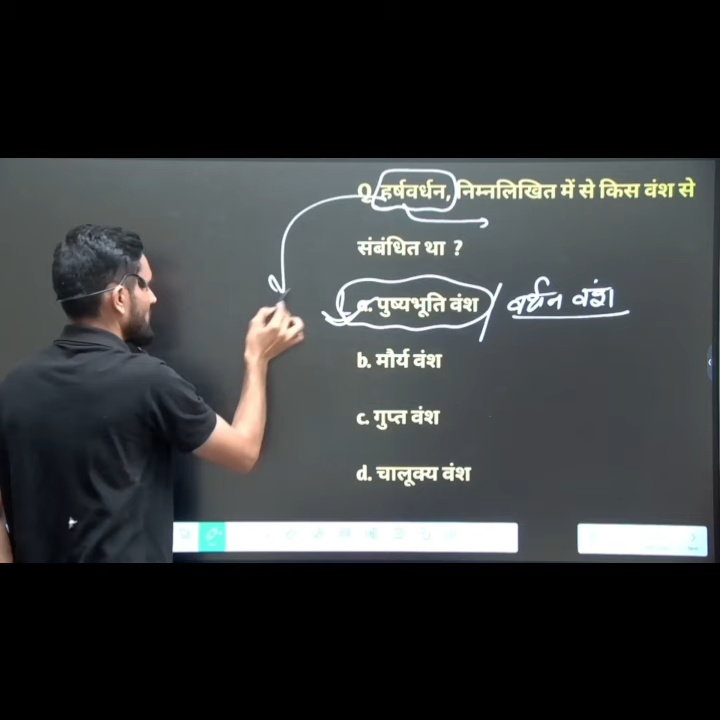 Q. हर्षवर्धन, निम्नलिखित में से किस वंश से
संबंधित था ?
a. पुष्यभूति वंश / वर्धन वंश
b. मौर्य वंश
c. गुप्त वंश
d. चालूक्य वंश